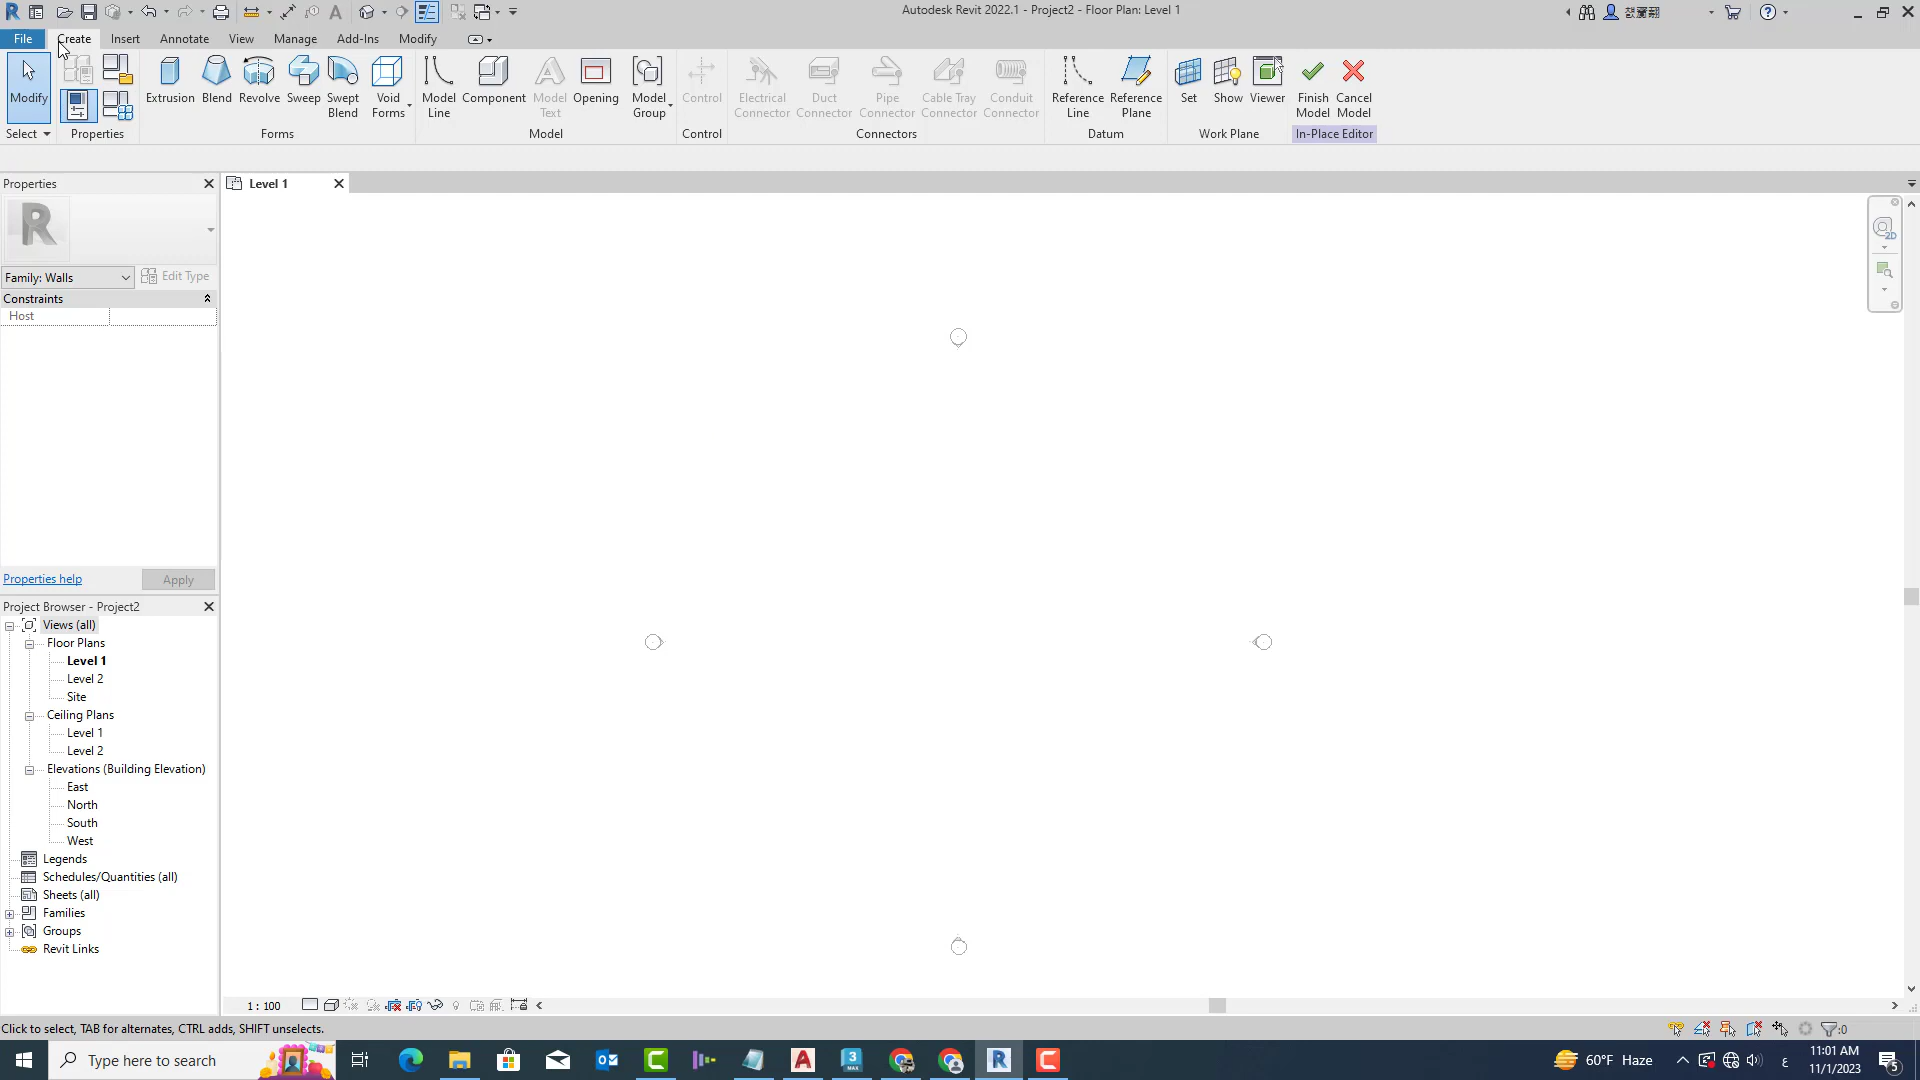 Autodesk Revit 2022.1 - Project2 - Floor Plan: Level 1
File Create Insert Annotate View Manage Add-Ins Modify
Modify Extrusion Blend Revolve Sweep Swept Blend Void Forms Model Line Component Model Text Opening Model Group Control Electrical Connector Duct Connector Pipe Connector Cable Tray Connector Conduit Connector Reference Line Reference Plane Set Show Viewer Finish Model Cancel Model
Select Properties Forms Model Control Connectors Datum Work Plane In-Place Editor
Properties
Level 1
R
Family: Walls
Edit Type
Constraints
Host
2D
Properties help
Apply
Project Browser - Project2
Views (all)
Floor Plans
Level 1
Level 2
Site
Ceiling Plans
Level 1
Level 2
Elevations (Building Elevation)
East
North
South
West
Legends
Schedules/Quantities (all)
Sheets (all)
Families
Groups
Revit Links
1 : 100
Click to select, TAB for alternates, CTRL adds, SHIFT unselects.
:0
Type here to search
60°F Haze
ع
11:01 AM
11/1/2023
5